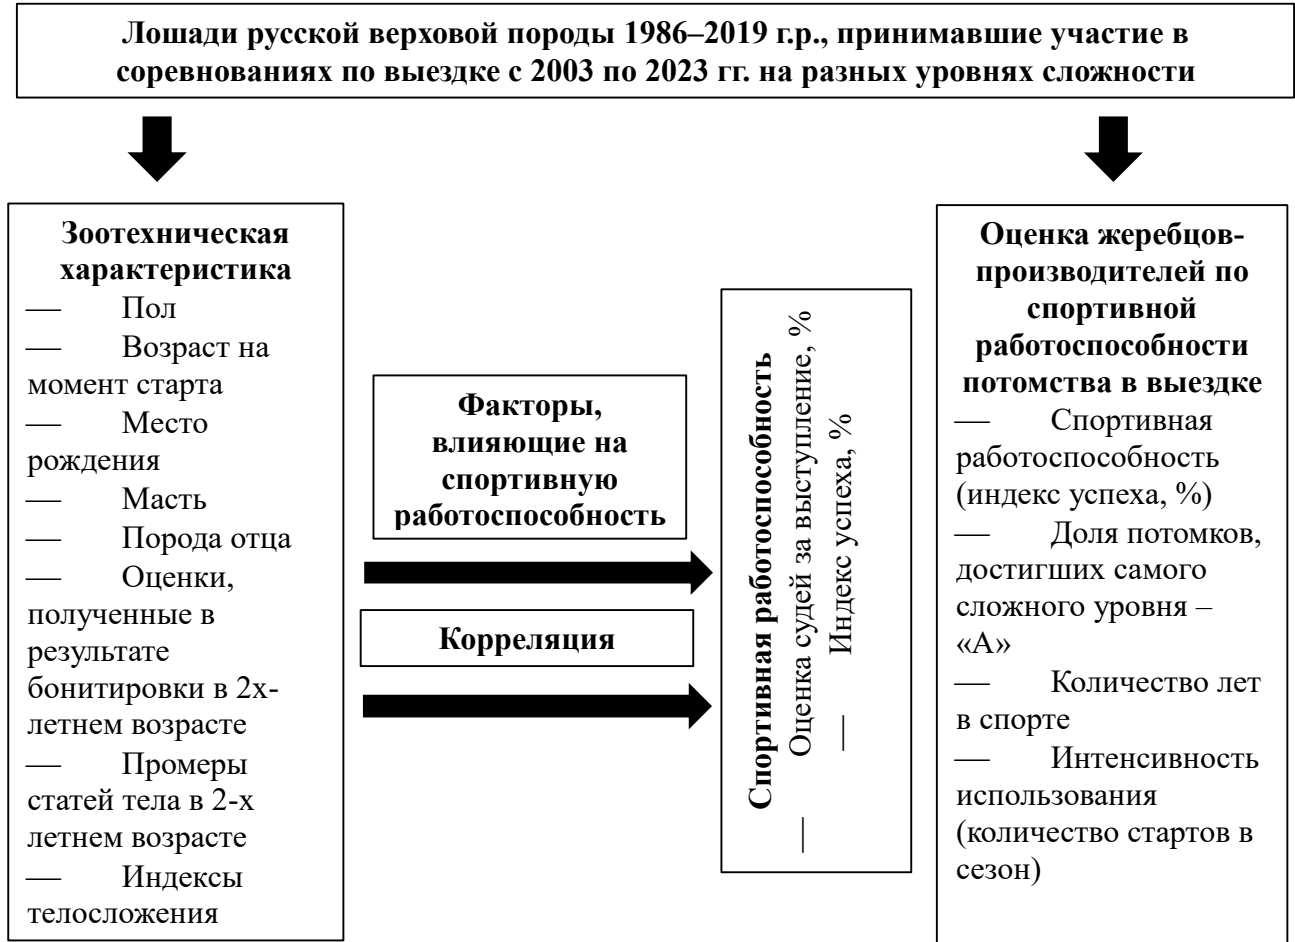 Лошади русской верховой породы 1986–2019 г.р., принимавшие участие в
соревнованиях по выездке с 2003 по 2023 гг. на разных уровнях сложности
Зоотехническая
характеристика
— Пол
— Возраст на
момент старта
— Место
рождения
— Масть
— Порода отца
— Оценки,
полученные в
результате
бонитировки в 2х-
летнем возрасте
— Промеры
статей тела в 2-х
летнем возрасте
— Индексы
телосложения
Факторы,
влияющие на
спортивную
работоспособность
Корреляция
Спортивная работоспособность
— Оценка судей за выступление, %
— Индекс успеха, %
Оценка жеребцов-
производителей по
спортивной
работоспособности
потомства в выездке
— Спортивная
работоспособность
(индекс успеха, %)
— Доля потомков,
достигших самого
сложного уровня –
«А»
— Количество лет
в спорте
— Интенсивность
использования
(количество стартов в
сезон)